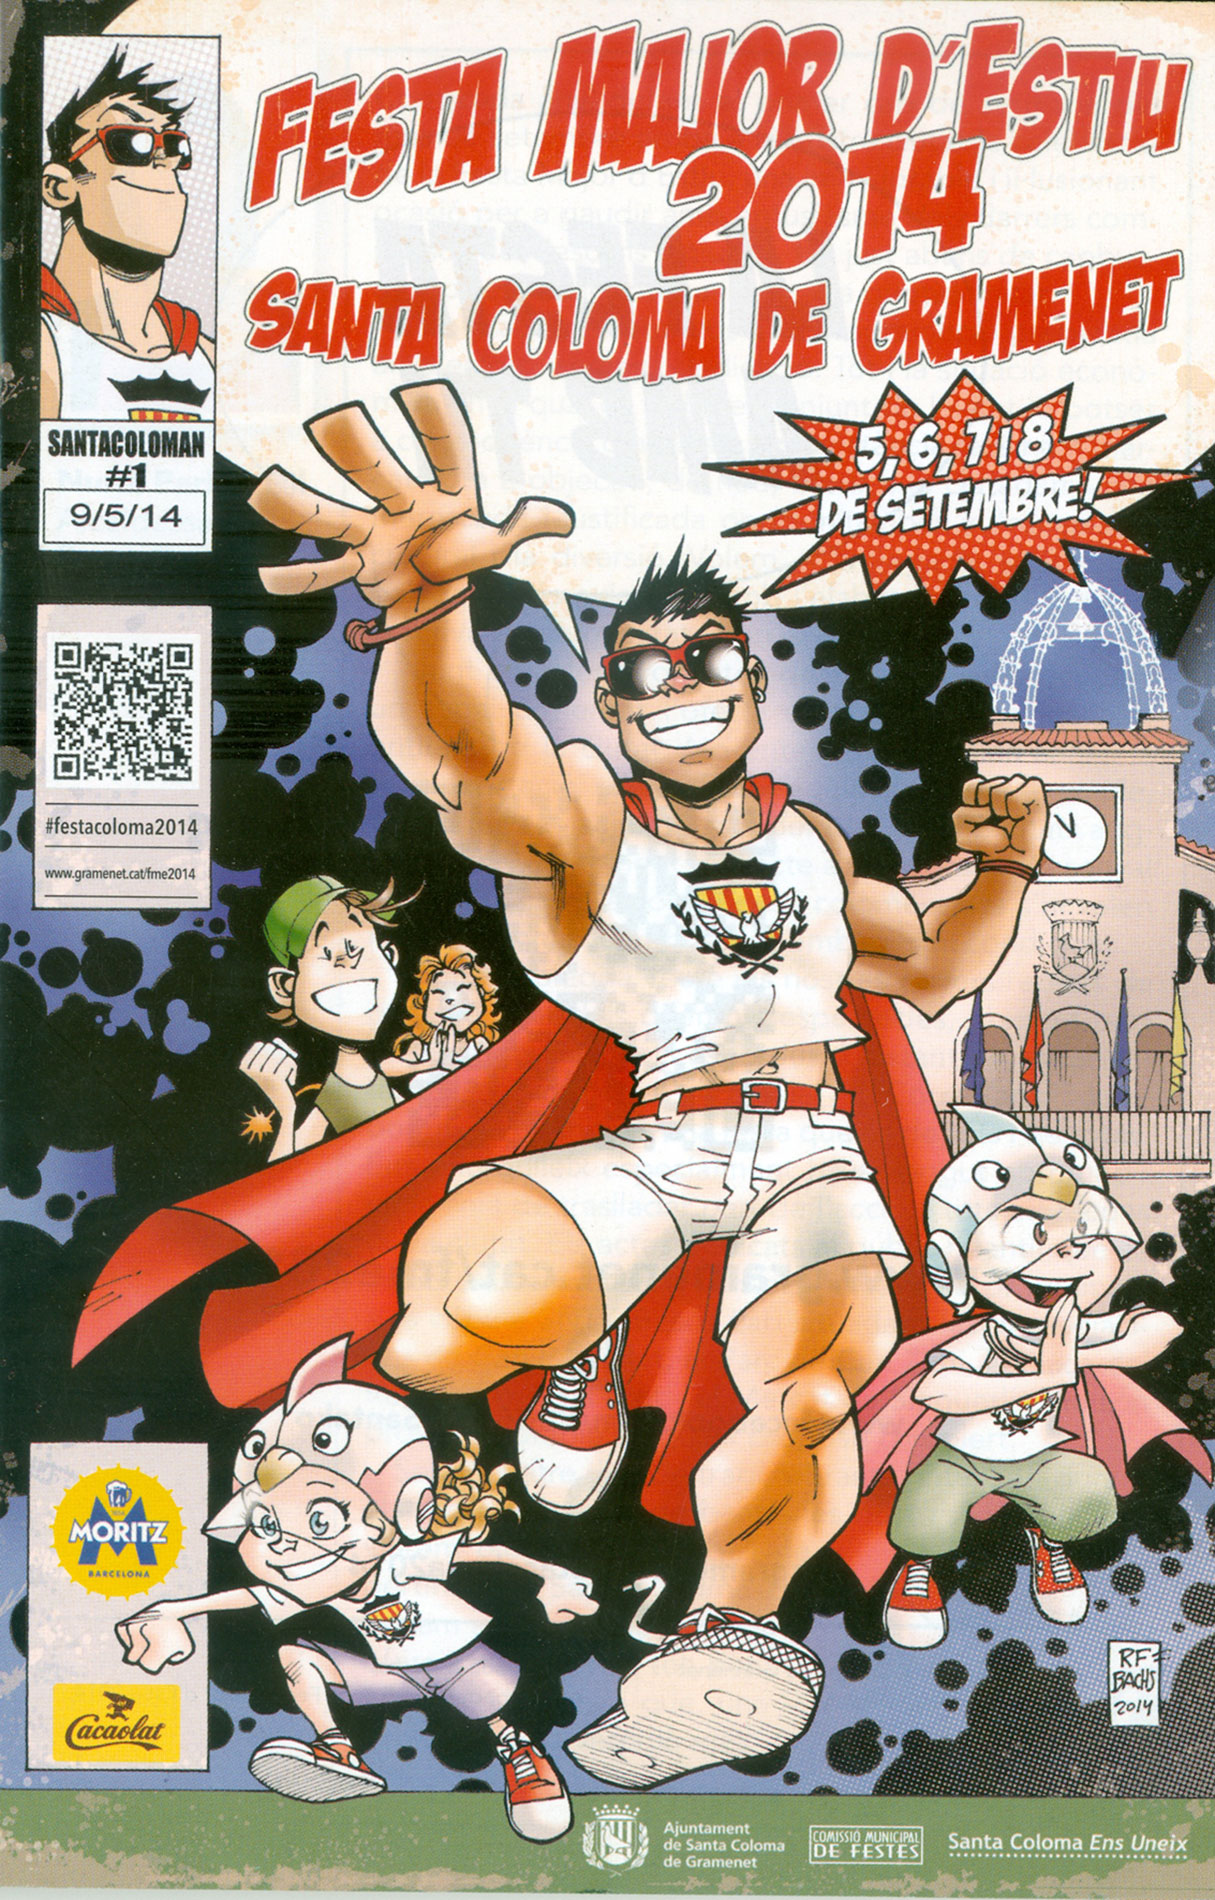 FESTA MAJOR D'ESTIU
2014
SANTA COLOMA DE GRAMENET
5, 6, 7 I 8
DE SETEMBRE!
SANTACOLOMAN
#1
9/5/14
#festacoloma2014
www.gramenet.cat/fme2014
MORITZ
BARCELONA
Cacaolat
RF
BACHS
2014
Ajuntament
de Santa Coloma
de Gramenet
COMISSIÓ MUNICIPAL
DE FESTES
Santa Coloma Ens Uneix